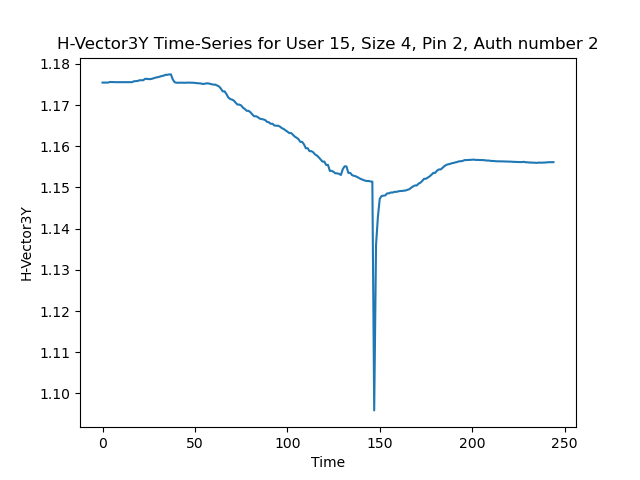 H-Vector3Y Time-Series for User 15, Size 4, Pin 2, Auth number 2
1.18
1.17
1.16
1.15
1.14
1.13
1.12
1.11
1.10
H-Vector3Y
0 50 100 150 200 250
Time